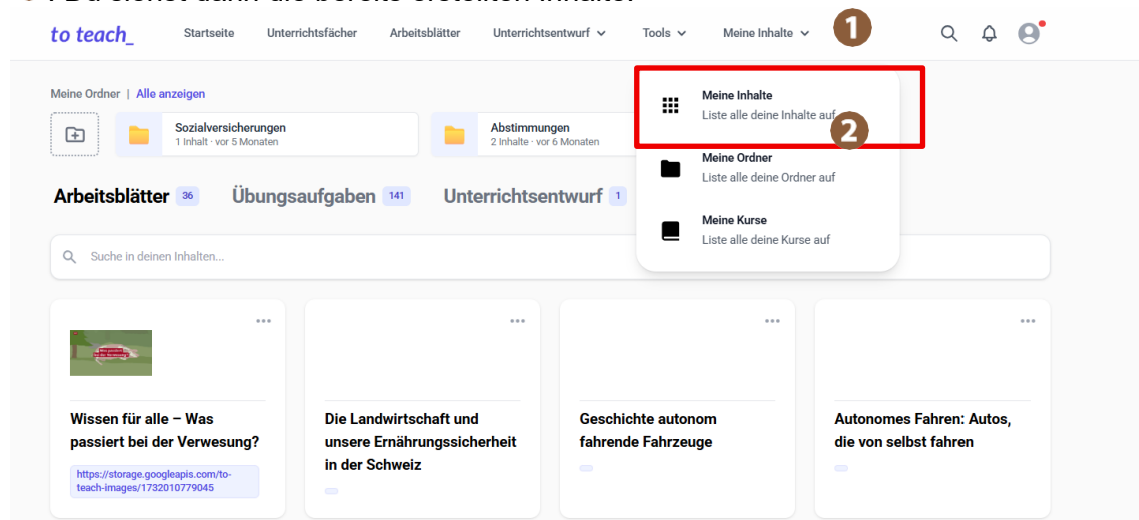 : Du siehst dann die bereits erstellten Inhalte.
to teach_ Startseite Unterrichtsfächer Arbeitsblätter Unterrichtsentwurf Tools Meine Inhalte 1
Meine Ordner | Alle anzeigen
Sozialversicherungen
1 Inhalt · vor 5 Monaten
Abstimmungen
2 Inhalte · vor 6 Monaten
Meine Inhalte
Liste alle deine Inhalte auf
2
Meine Ordner
Liste alle deine Ordner auf
Meine Kurse
Liste alle deine Kurse auf
Arbeitsblätter 36 Übungsaufgaben 141 Unterrichtsentwurf 1
Suche in deinen Inhalten...
Wissen für alle – Was
passiert bei der Verwesung?
https://storage.googleapis.com/to-
teach-images/1732010779045
Die Landwirtschaft und
unsere Ernährungssicherheit
in der Schweiz
Geschichte autonom
fahrende Fahrzeuge
Autonomes Fahren: Autos,
die von selbst fahren